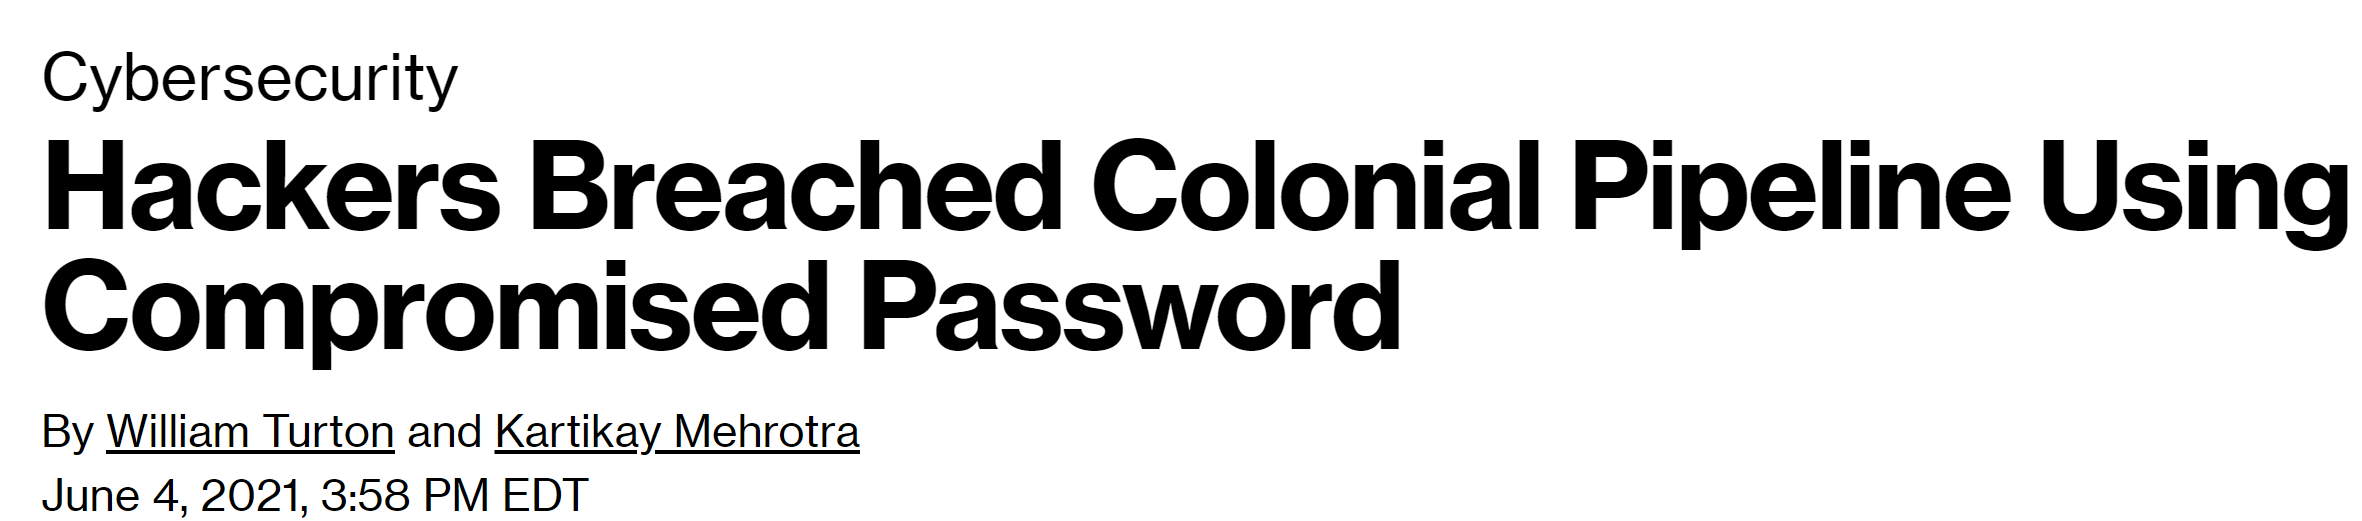 Cybersecurity
Hackers Breached Colonial Pipeline Using
Compromised Password
By William Turton and Kartikay Mehrotra
June 4, 2021, 3:58 PM EDT